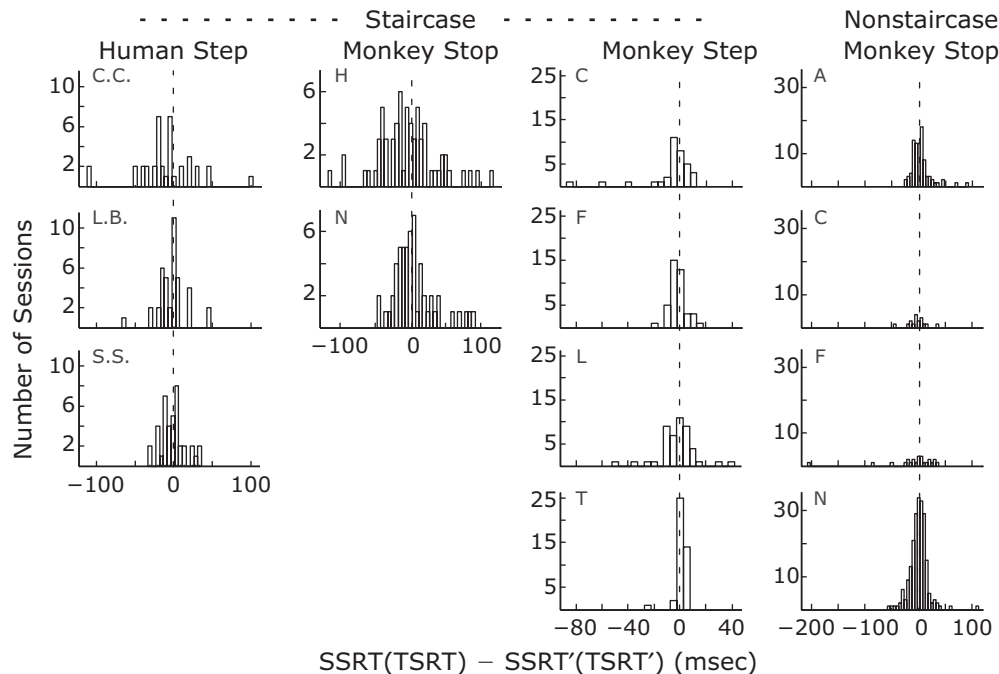 Staircase
Nonstaircase
Human Step
Monkey Stop
Monkey Step
Monkey Stop
Number of Sessions
C.C.
10
6
2
L.B.
10
6
2
S.S.
10
6
2
−100 0 100
H
6
2
N
6
2
−100 0 100
C
25
15
5
F
25
15
5
L
25
15
5
T
25
15
5
−80 −40 0 40
A
30
10
C
30
10
F
30
10
N
30
10
−200 −100 0 100
SSRT(TSRT) − SSRT′(TSRT′) (msec)